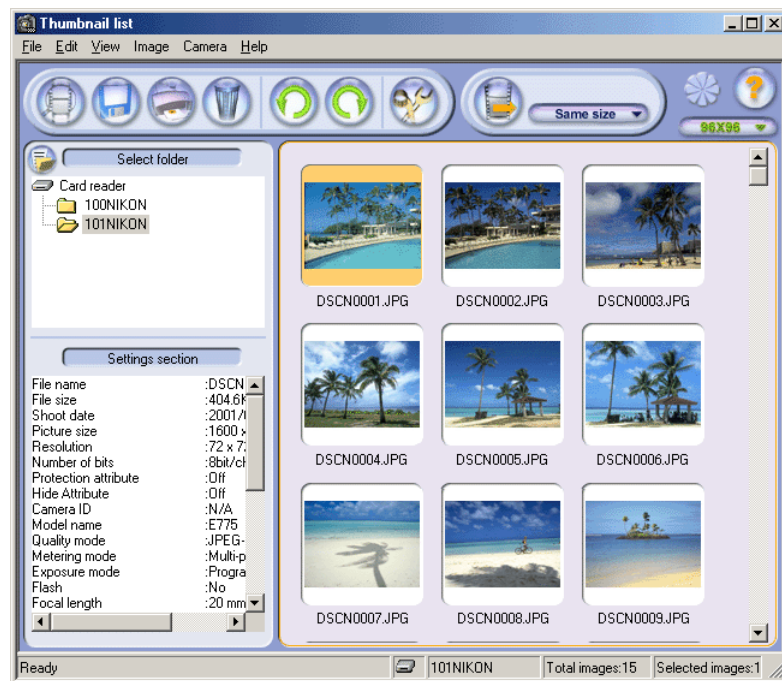 Thumbnail list
File Edit View Image Camera Help
Same size
96X96
Select folder
Card reader
100NIKON
101NIKON
DSCN0001.JPG DSCN0002.JPG DSCN0003.JPG
DSCN0004.JPG DSCN0005.JPG DSCN0006.JPG
DSCN0007.JPG DSCN0008.JPG DSCN0009.JPG
Settings section
File name :DSCN
File size :404.6K
Shoot date :2001/
Picture size :1600 x
Resolution :72 x 7
Number of bits :8bit/ch
Protection attribute :Off
Hide Attribute :Off
Camera ID :N/A
Model name :E775
Quality mode :JPEG-
Metering mode :Multi-p
Exposure mode :Progra
Flash :No
Focal length :20 mm
Ready 101NIKON Total images:15 Selected images:1